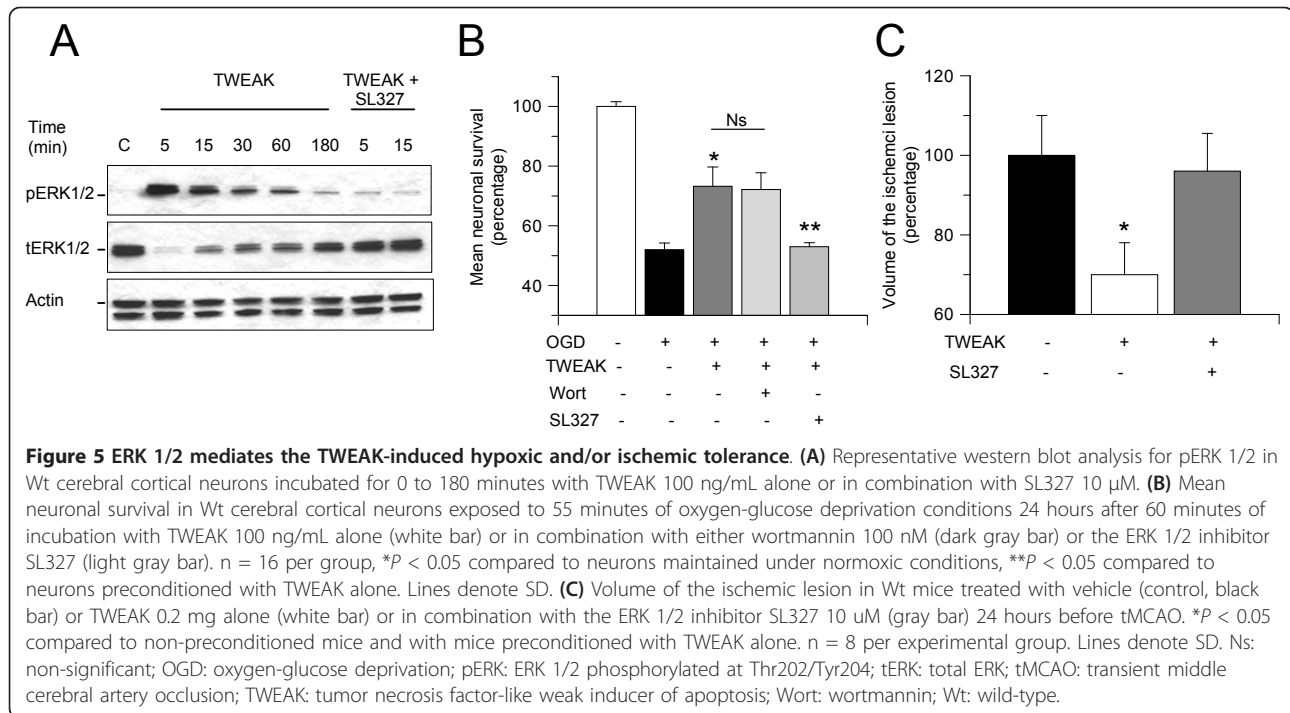 A
TWEAK
TWEAK +
SL327
Time
(min)
C 5 15 30 60 180 5 15
pERK1/2
tERK1/2
Actin
B
Mean neuronal survival
(percentage)
100
80
60
40
Ns
*
**
OGD - + + + +
TWEAK - - + + +
Wort - - - + -
SL327 - - - - +
C
Volume of the ischemci lesion
(percentage)
120
100
80
60
*
TWEAK - + +
SL327 - - +
Figure 5 ERK 1/2 mediates the TWEAK-induced hypoxic and/or ischemic tolerance. (A) Representative western blot analysis for pERK 1/2 in
Wt cerebral cortical neurons incubated for 0 to 180 minutes with TWEAK 100 ng/mL alone or in combination with SL327 10 μM. (B) Mean
neuronal survival in Wt cerebral cortical neurons exposed to 55 minutes of oxygen-glucose deprivation conditions 24 hours after 60 minutes of
incubation with TWEAK 100 ng/mL alone (white bar) or in combination with either wortmannin 100 nM (dark gray bar) or the ERK 1/2 inhibitor
SL327 (light gray bar). n = 16 per group, *P < 0.05 compared to neurons maintained under normoxic conditions, **P < 0.05 compared to
neurons preconditioned with TWEAK alone. Lines denote SD. (C) Volume of the ischemic lesion in Wt mice treated with vehicle (control, black
bar) or TWEAK 0.2 mg alone (white bar) or in combination with the ERK 1/2 inhibitor SL327 10 uM (gray bar) 24 hours before tMCAO. *P < 0.05
compared to non-preconditioned mice and with mice preconditioned with TWEAK alone. n = 8 per experimental group. Lines denote SD. Ns:
non-significant; OGD: oxygen-glucose deprivation; pERK: ERK 1/2 phosphorylated at Thr202/Tyr204; tERK: total ERK; tMCAO: transient middle
cerebral artery occlusion; TWEAK: tumor necrosis factor-like weak inducer of apoptosis; Wort: wortmannin; Wt: wild-type.